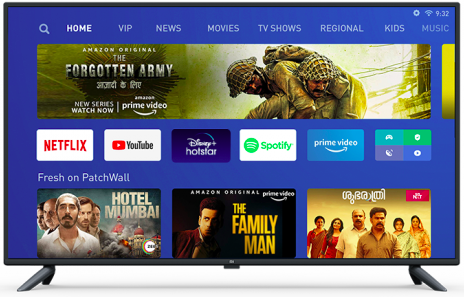 9:32
HOME VIP NEWS MOVIES TV SHOWS REGIONAL KIDS MUSIC
AMAZON ORIGINAL
THE
FORGOTTEN ARMY
आज़ादी के लिए
NEW SERIES
WATCH NOW
amazon
prime video
NETFLIX
YouTube
Disney+
hotstar
Spotify
prime video
Fresh on PatchWall
HOTEL
MUMBAI
ZEE5
AMAZON ORIGINAL prime video
THE
FAMILY
MAN
ശുഭരാത്രി
mi